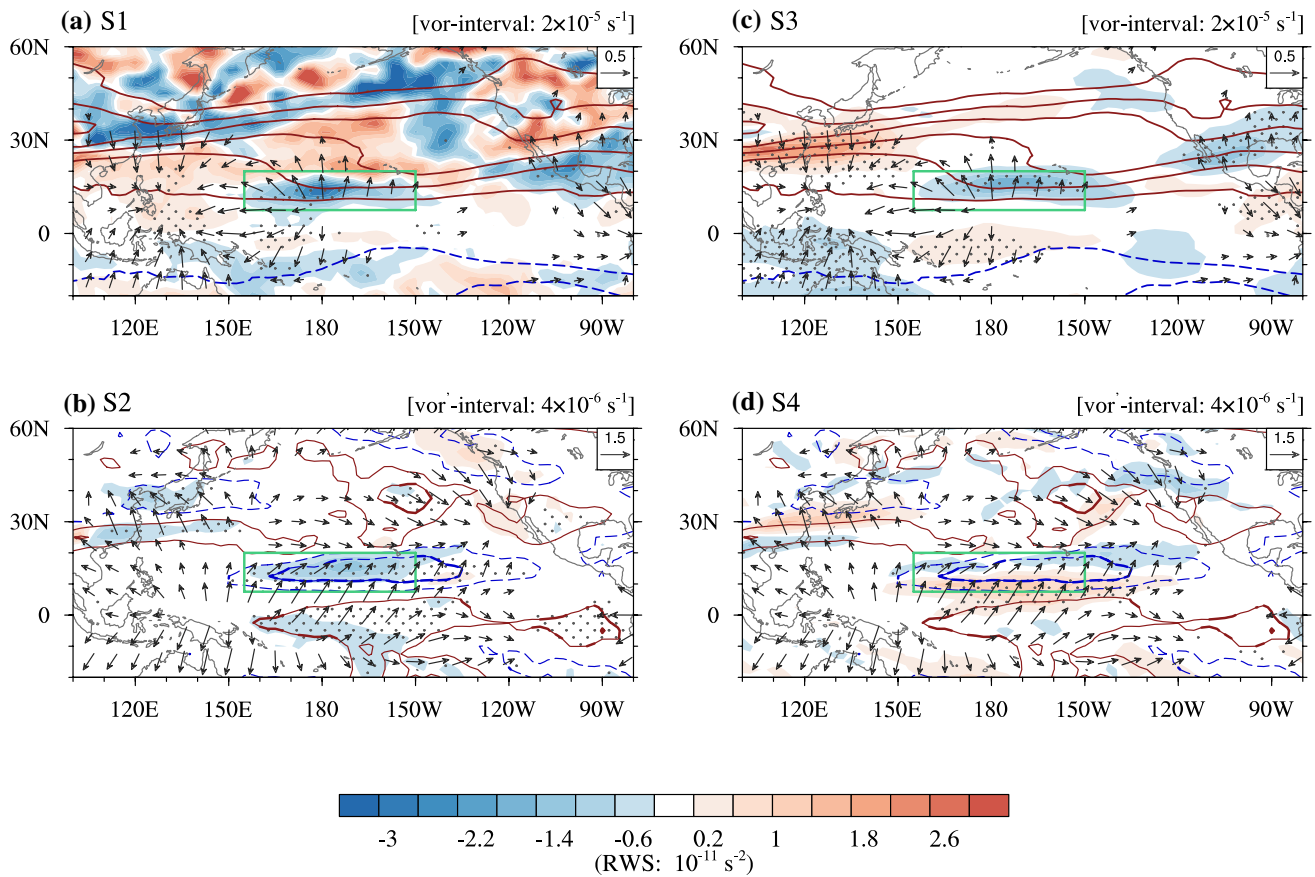 (a) S1 [vor-interval: 2×10⁻⁵ s⁻¹]
60N
0.5
30N
0
120E 150E 180 150W 120W 90W
(c) S3 [vor-interval: 2×10⁻⁵ s⁻¹]
60N
0.5
30N
0
120E 150E 180 150W 120W 90W
(b) S2 [vor'-interval: 4×10⁻⁶ s⁻¹]
60N
1.5
30N
0
120E 150E 180 150W 120W 90W
(d) S4 [vor'-interval: 4×10⁻⁶ s⁻¹]
60N
1.5
30N
0
120E 150E 180 150W 120W 90W
-3 -2.2 -1.4 -0.6 0.2 1 1.8 2.6
(RWS: 10⁻¹¹ s⁻²)